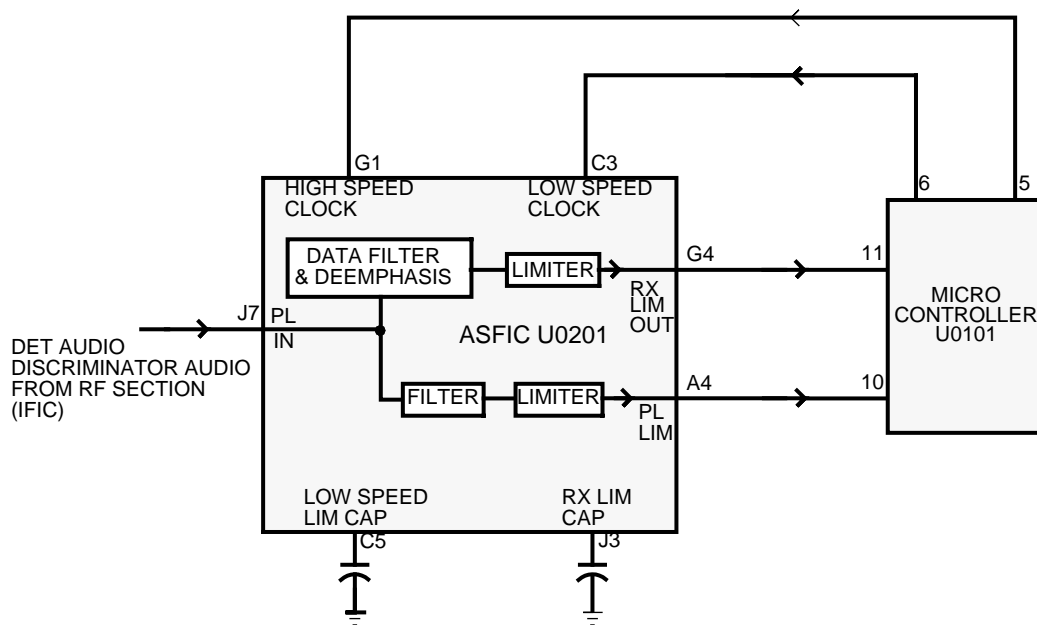 G1
C3
HIGH SPEED
CLOCK
LOW SPEED
CLOCK
6
5
DATA FILTER
& DEEMPHASIS
LIMITER
G4
11
RX
LIM
OUT
MICRO
CONTROLLER
U0101
J7
PL
IN
ASFIC U0201
DET AUDIO
DISCRIMINATOR AUDIO
FROM RF SECTION
(IFIC)
FILTER
LIMITER
A4
10
PL
LIM
LOW SPEED
LIM CAP
RX LIM
CAP
C5
J3